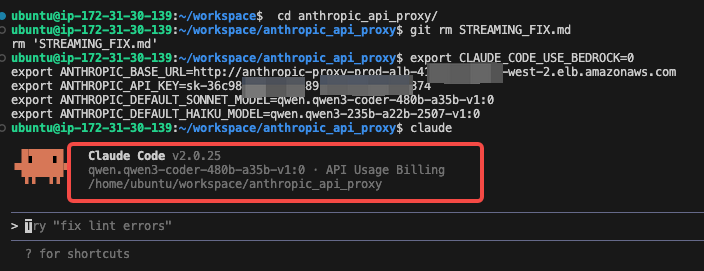 ubuntu@ip-172-31-30-139:~/workspace$ cd anthropic_api_proxy/
ubuntu@ip-172-31-30-139:~/workspace/anthropic_api_proxy$ git rm STREAMING_FIX.md
rm 'STREAMING_FIX.md'
ubuntu@ip-172-31-30-139:~/workspace/anthropic_api_proxy$ export CLAUDE_CODE_USE_BEDROCK=0
export ANTHROPIC_BASE_URL=http://anthropic-proxy-prod-alb-41 -west-2.elb.amazonaws.com
export ANTHROPIC_API_KEY=sk-36c98 374
export ANTHROPIC_DEFAULT_SONNET_MODEL=qwen.qwen3-coder-480b-a35b-v1:0
export ANTHROPIC_DEFAULT_HAIKU_MODEL=qwen.qwen3-235b-a22b-2507-v1:0
ubuntu@ip-172-31-30-139:~/workspace/anthropic_api_proxy$ claude
Claude Code v2.0.25
qwen.qwen3-coder-480b-a35b-v1:0 · API Usage Billing
/home/ubuntu/workspace/anthropic_api_proxy
> Try "fix lint errors"
? for shortcuts